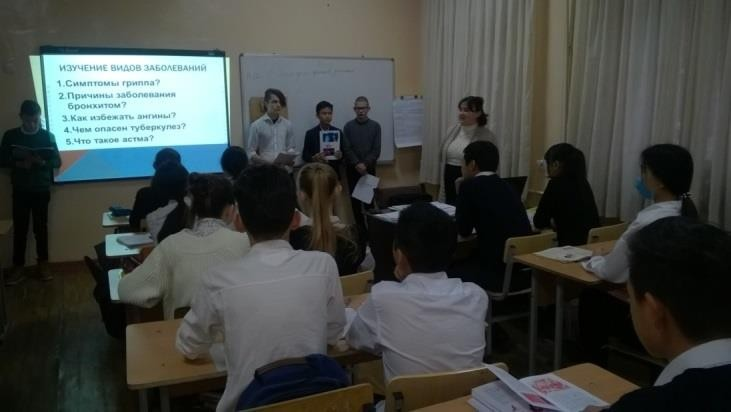 ИЗУЧЕНИЕ ВИДОВ ЗАБОЛЕВАНИЙ
1.Симптомы гриппа?
2.Причины заболевания
бронхитом?
3.Как избежать ангины?
4.Чем опасен туберкулез?
5.Что такое астма?